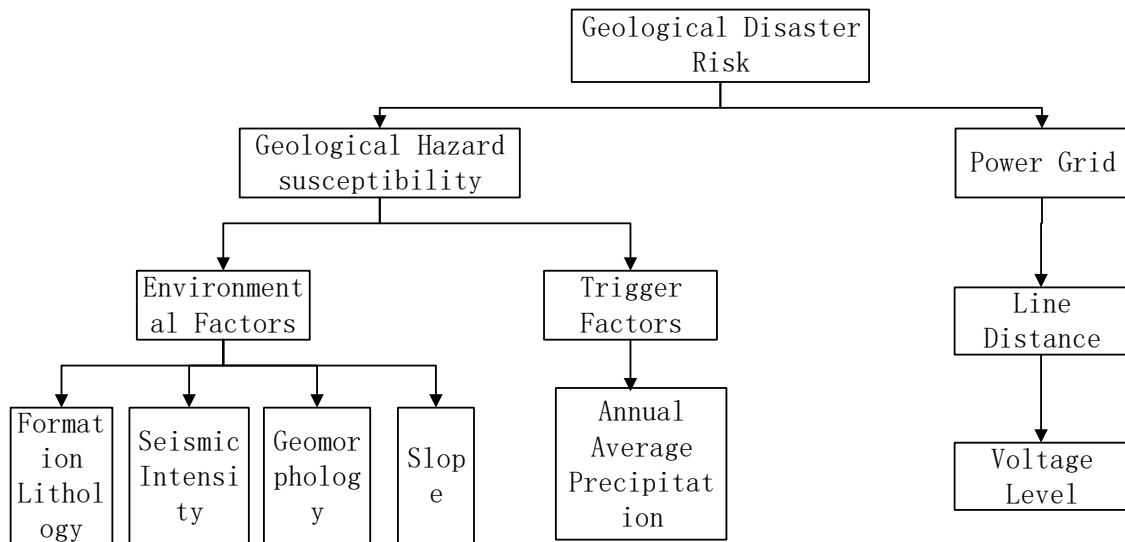 Geological Disaster
Risk
Geological Hazard
susceptibility
Power Grid
Environment
al Factors
Trigger
Factors
Line
Distance
Format
ion
Lithol
ogy
Seismic
Intensi
ty
Geomor
pholog
y
Slop
e
Annual
Average
Precipitat
ion
Voltage
Level